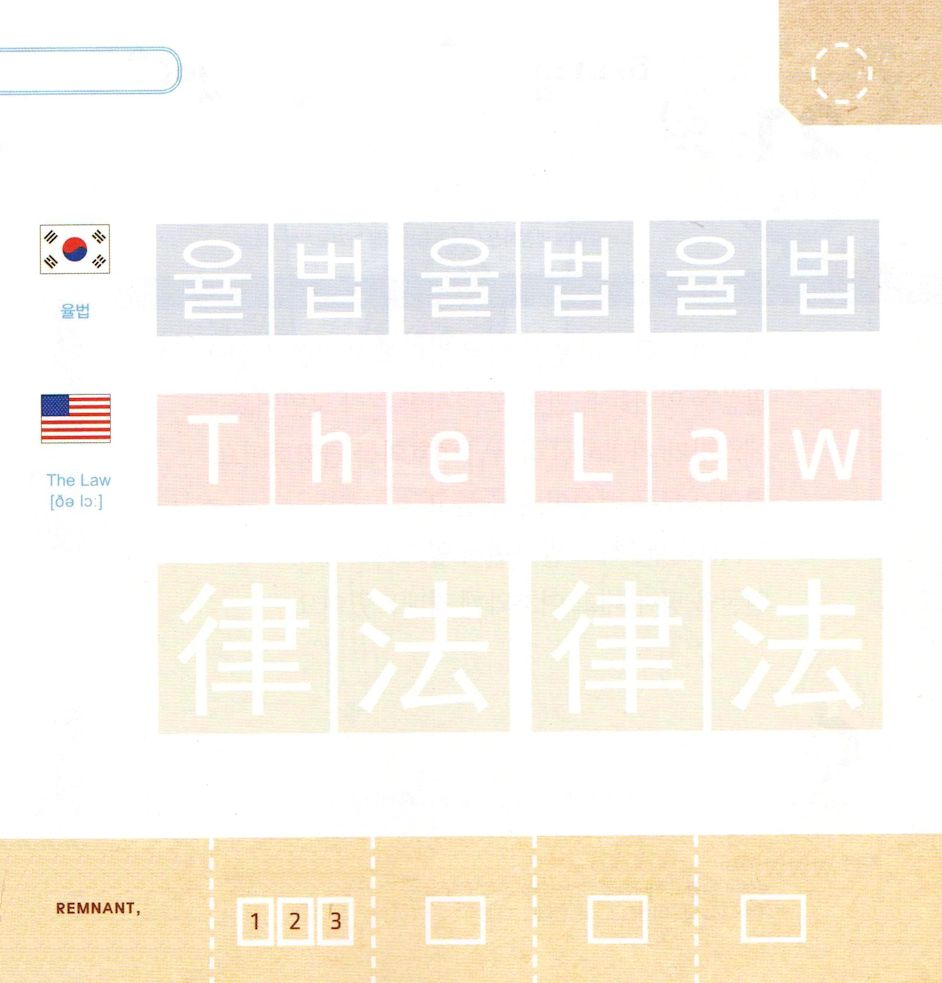 율법 율법 율법
율법
The Law
The Law
[ðə lɔː]
律法 律法
REMNANT,
1 2 3